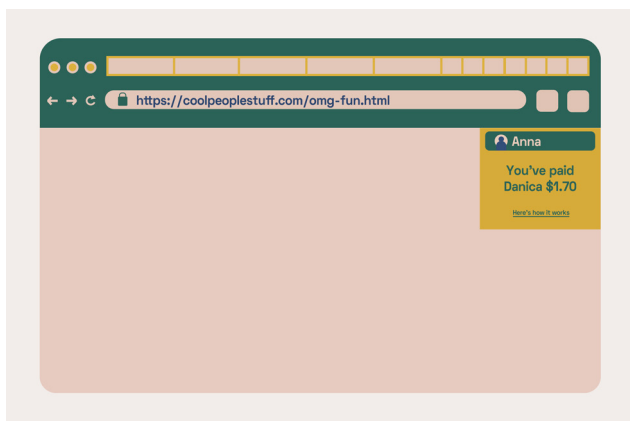 https://coolpeoplestuff.com/omg-fun.html
Anna
You've paid
Danica $1.70
Here's how it works